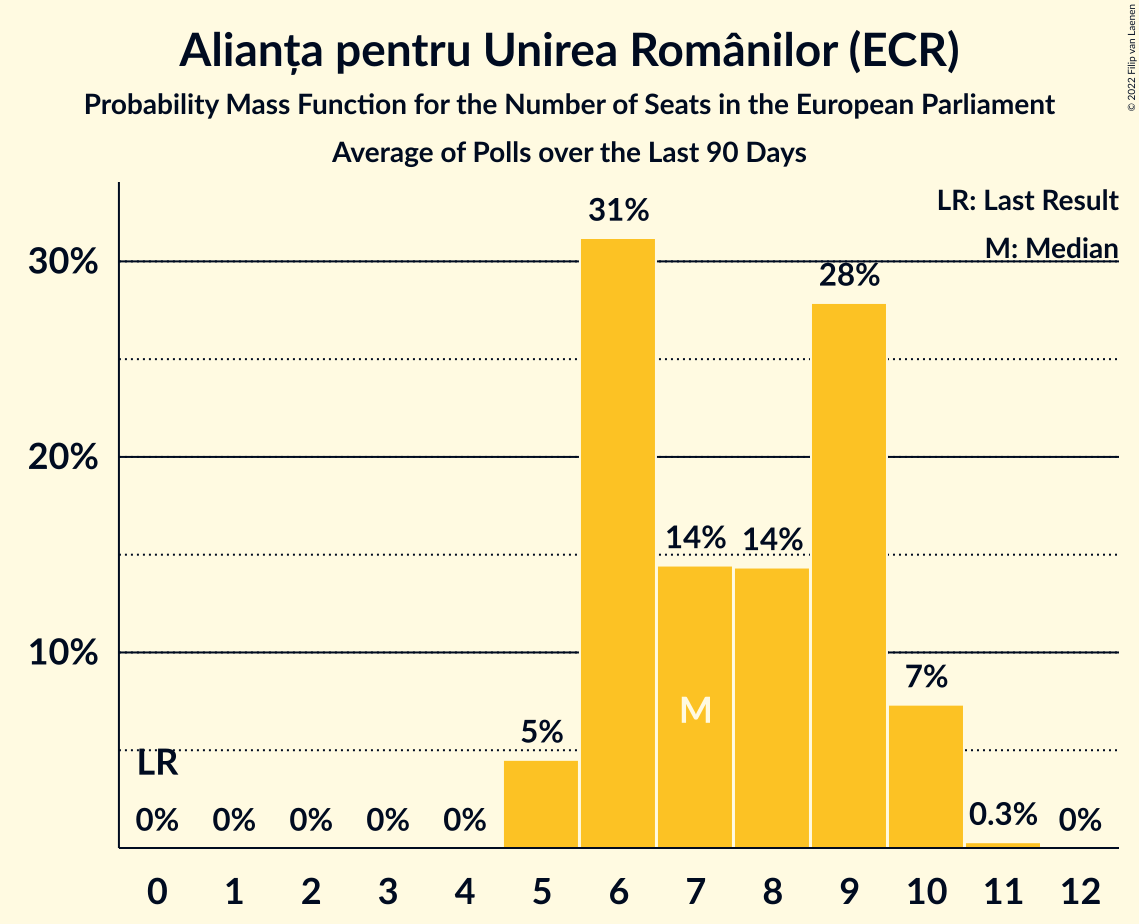 Alianța pentru Unirea Românilor (ECR)
Probability Mass Function for the Number of Seats in the European Parliament
Average of Polls over the Last 90 Days
© 2022 Filip van Laenen
LR: Last Result
M: Median
30%
20%
10%
LR
0%
0%
0%
0%
0%
5%
31%
14%
M
14%
28%
7%
0.3%
0%
0 1 2 3 4 5 6 7 8 9 10 11 12